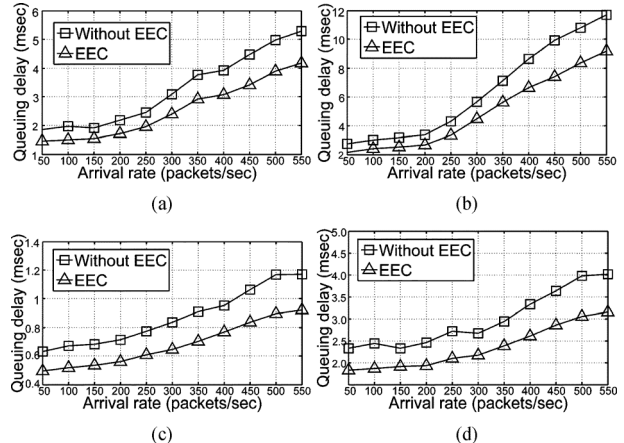 Queuing delay (msec)
6
5
4
3
2
1
Without EEC
EEC
50 100 150 200 250 300 350 400 450 500 550
Arrival rate (packets/sec)
(a)
Queuing delay (msec)
12
10
8
6
4
2
Without EEC
EEC
50 100 150 200 250 300 350 400 450 500 550
Arrival rate (packets/sec)
(b)
Queuing delay (msec)
1.4
1.2
1
0.8
0.6
0.4
Without EEC
EEC
50 100 150 200 250 300 350 400 450 500 550
Arrival rate (packets/sec)
(c)
Queuing delay (msec)
5.0
4.5
4.0
3.5
3.0
2.5
2.0
Without EEC
EEC
50 100 150 200 250 300 350 400 450 500 550
Arrival rate (packets/sec)
(d)